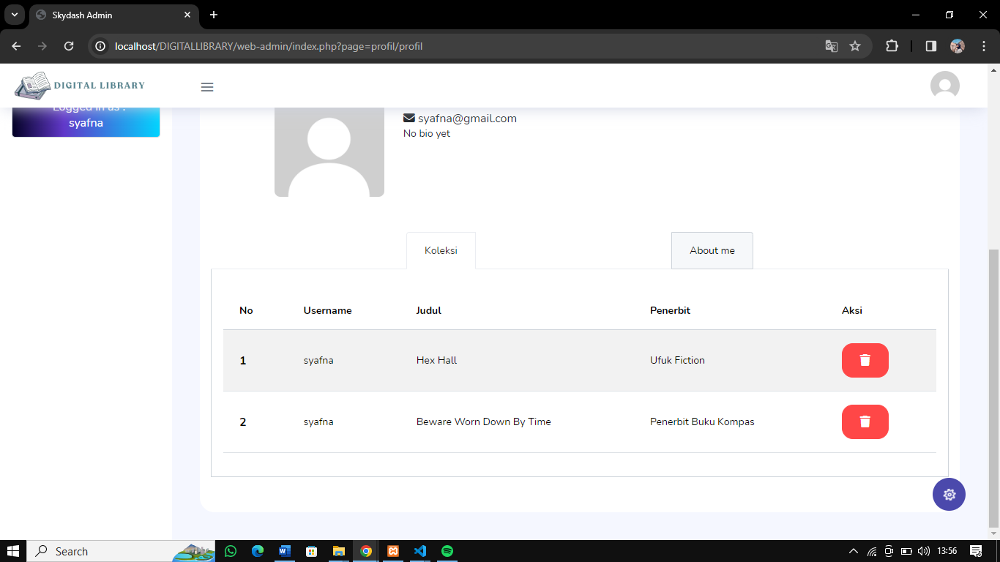 Skydash Admin
localhost/DIGITALLIBRARY/web-admin/index.php?page=profil/profil
DIGITAL LIBRARY
Logged in as :
syafna
syafna@gmail.com
No bio yet
Koleksi About me
No Username Judul Penerbit Aksi
1 syafna Hex Hall Ufuk Fiction
2 syafna Beware Worn Down By Time Penerbit Buku Kompas
Search 13:56